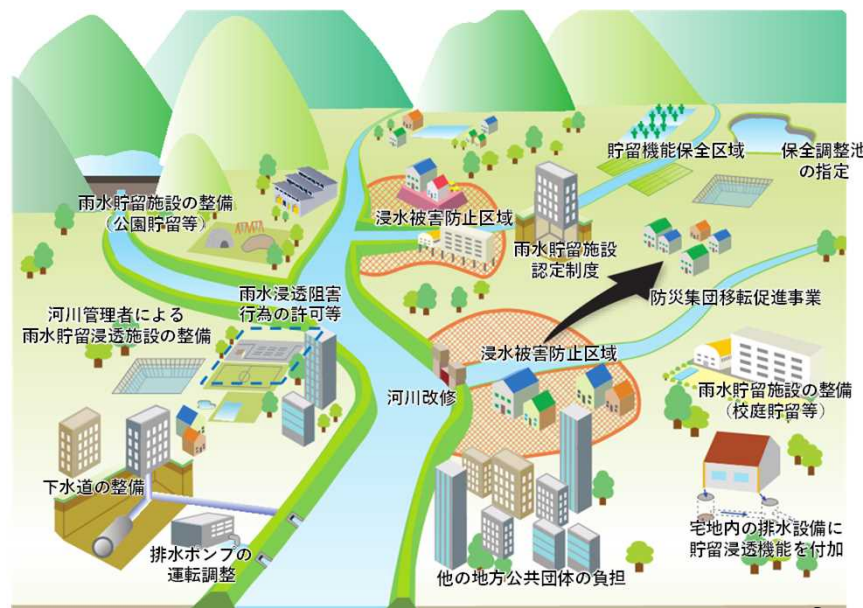 貯留機能保全区域
保全調整池
の指定
雨水貯留施設の整備
(公園貯留等)
浸水被害防止区域
雨水貯留施設
認定制度
雨水浸透阻害
行為の許可等
防災集団移転促進事業
河川管理者による
雨水貯留浸透施設の整備
浸水被害防止区域
河川改修
雨水貯留施設の整備
(校庭貯留等)
下水道の整備
排水ポンプの
運転調整
他の地方公共団体の負担
宅地内の排水設備に
貯留浸透機能を付加